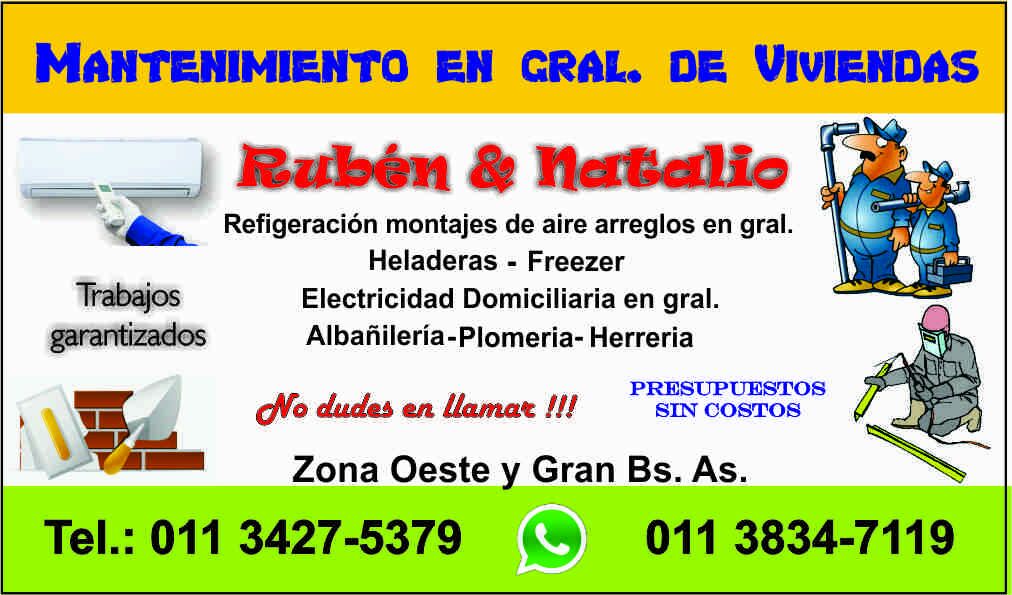 Mantenimiento en gral. de Viviendas
Rubén & Natalio
Refigeración montajes de aire arreglos en gral.
Heladeras - Freezer
Electricidad Domiciliaria en gral.
Albañilería-Plomeria- Herreria
Trabajos
garantizados
No dudes en llamar !!!
PRESUPUESTOS
SIN COSTOS
Zona Oeste y Gran Bs. As.
Tel.: 011 3427-5379 011 3834-7119